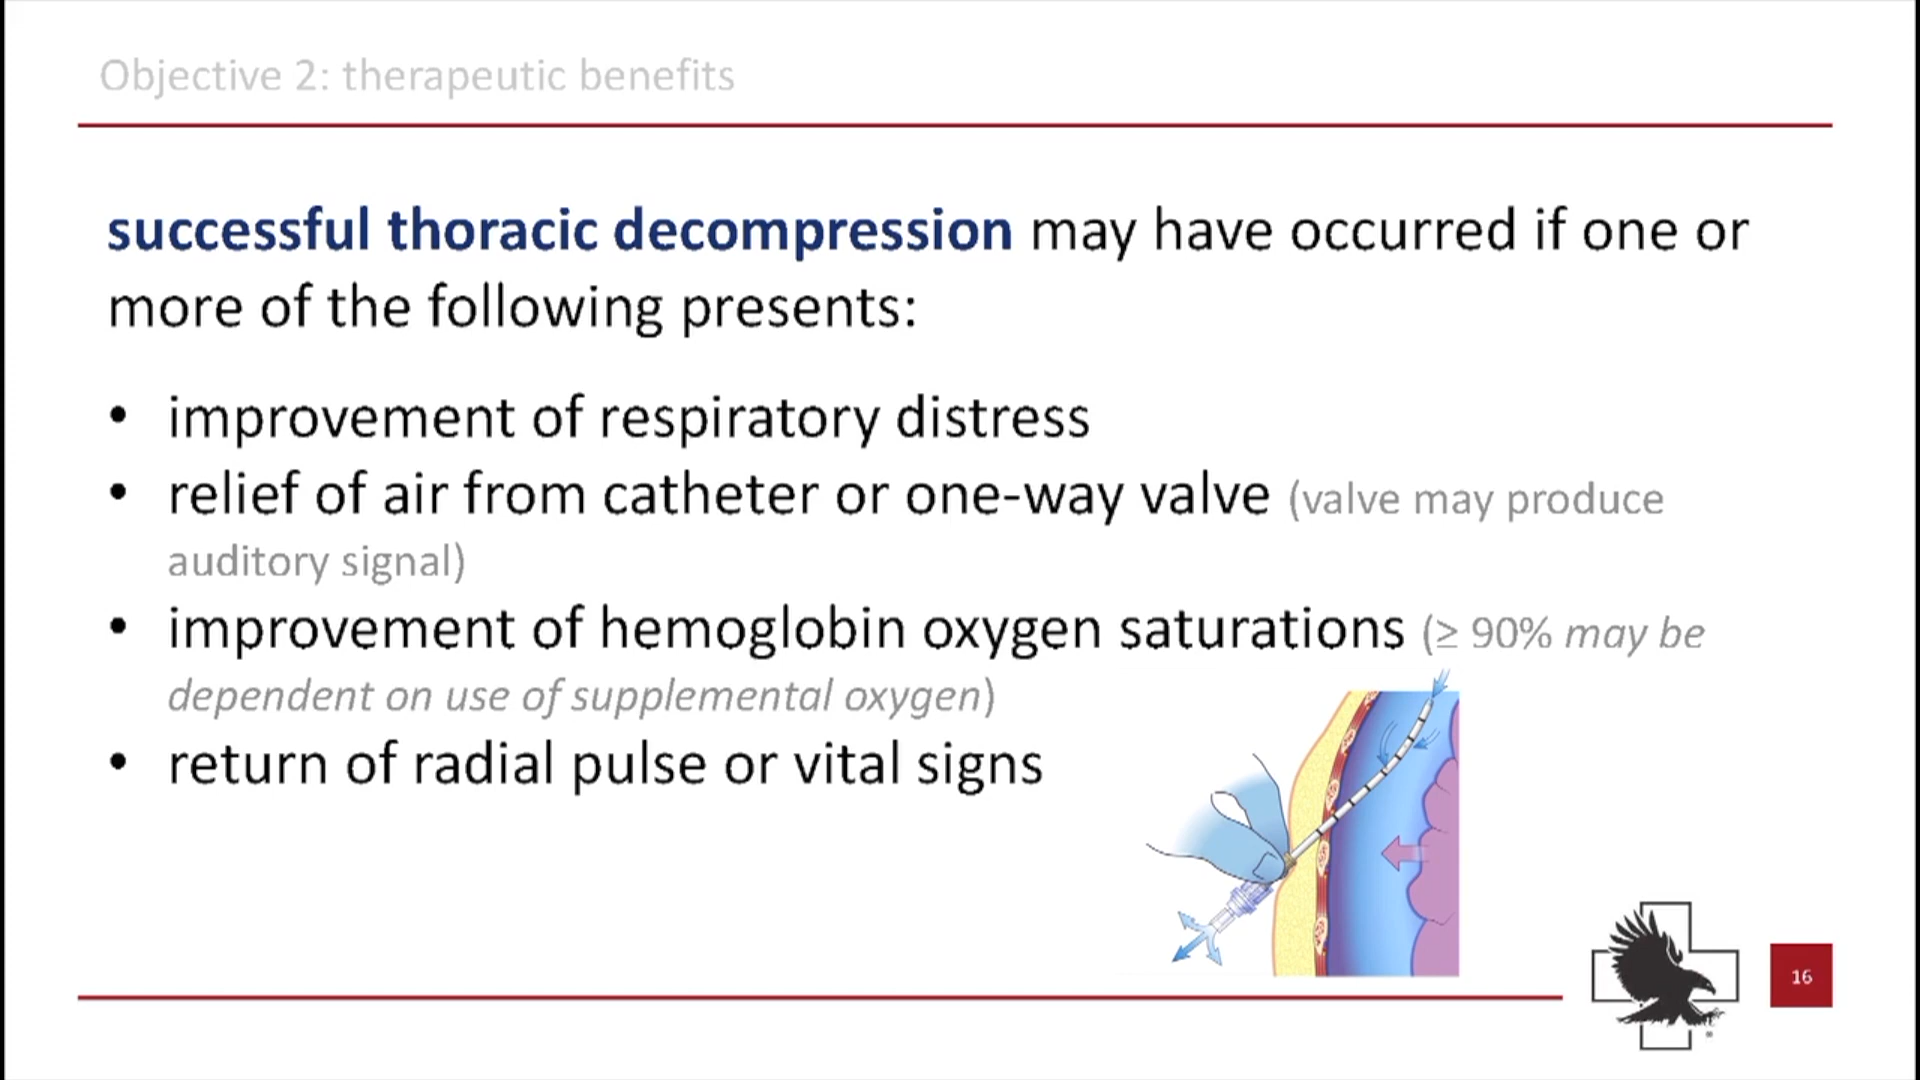 Objective 2: therapeutic benefits
successful thoracic decompression may have occurred if one or
more of the following presents:
• improvement of respiratory distress
• relief of air from catheter or one-way valve (valve may produce
auditory signal)
• improvement of hemoglobin oxygen saturations (≥ 90% may be
dependent on use of supplemental oxygen)
• return of radial pulse or vital signs
16